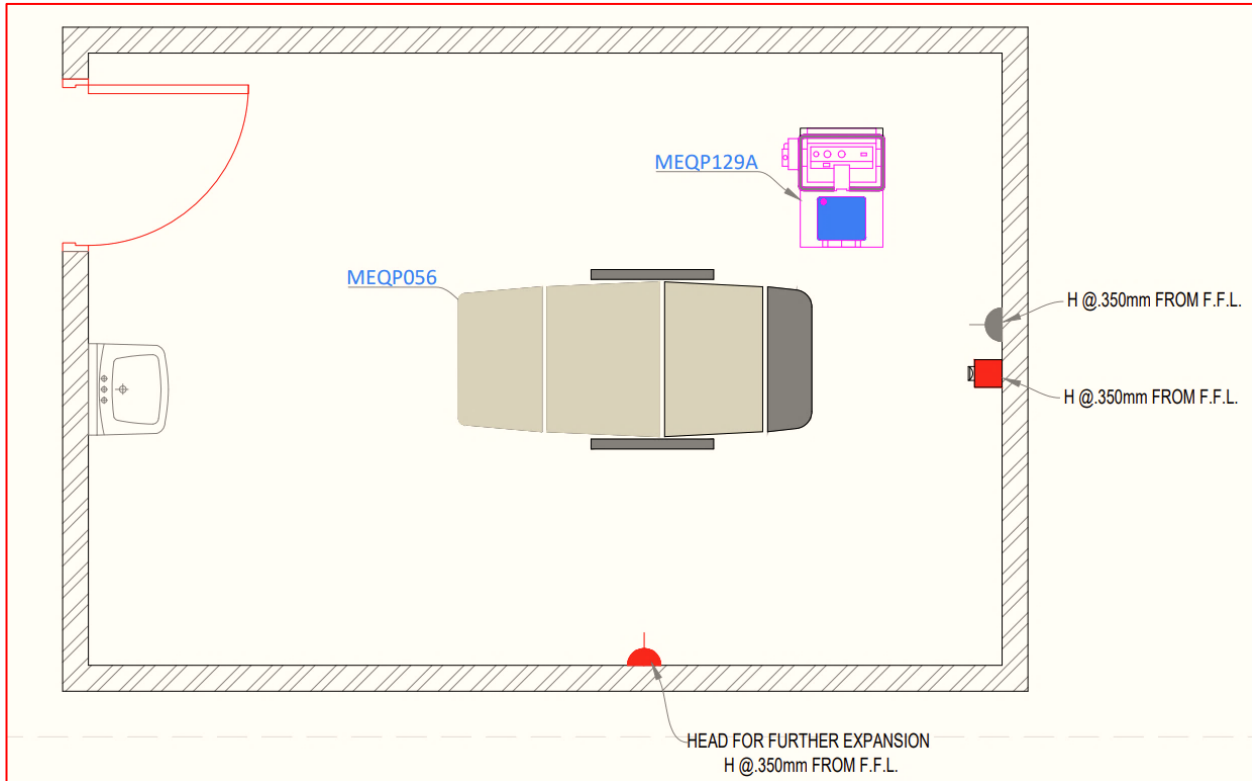 MEQP129A
MEQP056
H @.350mm FROM F.F.L.
H @.350mm FROM F.F.L.
HEAD FOR FURTHER EXPANSION
H @.350mm FROM F.F.L.